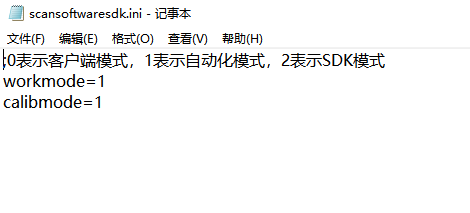 scansoftwaresdk.ini - 记事本
文件(F) 编辑(E) 格式(O) 查看(V) 帮助(H)
;0表示客户端模式，1表示自动化模式，2表示SDK模式
workmode=1
calibmode=1